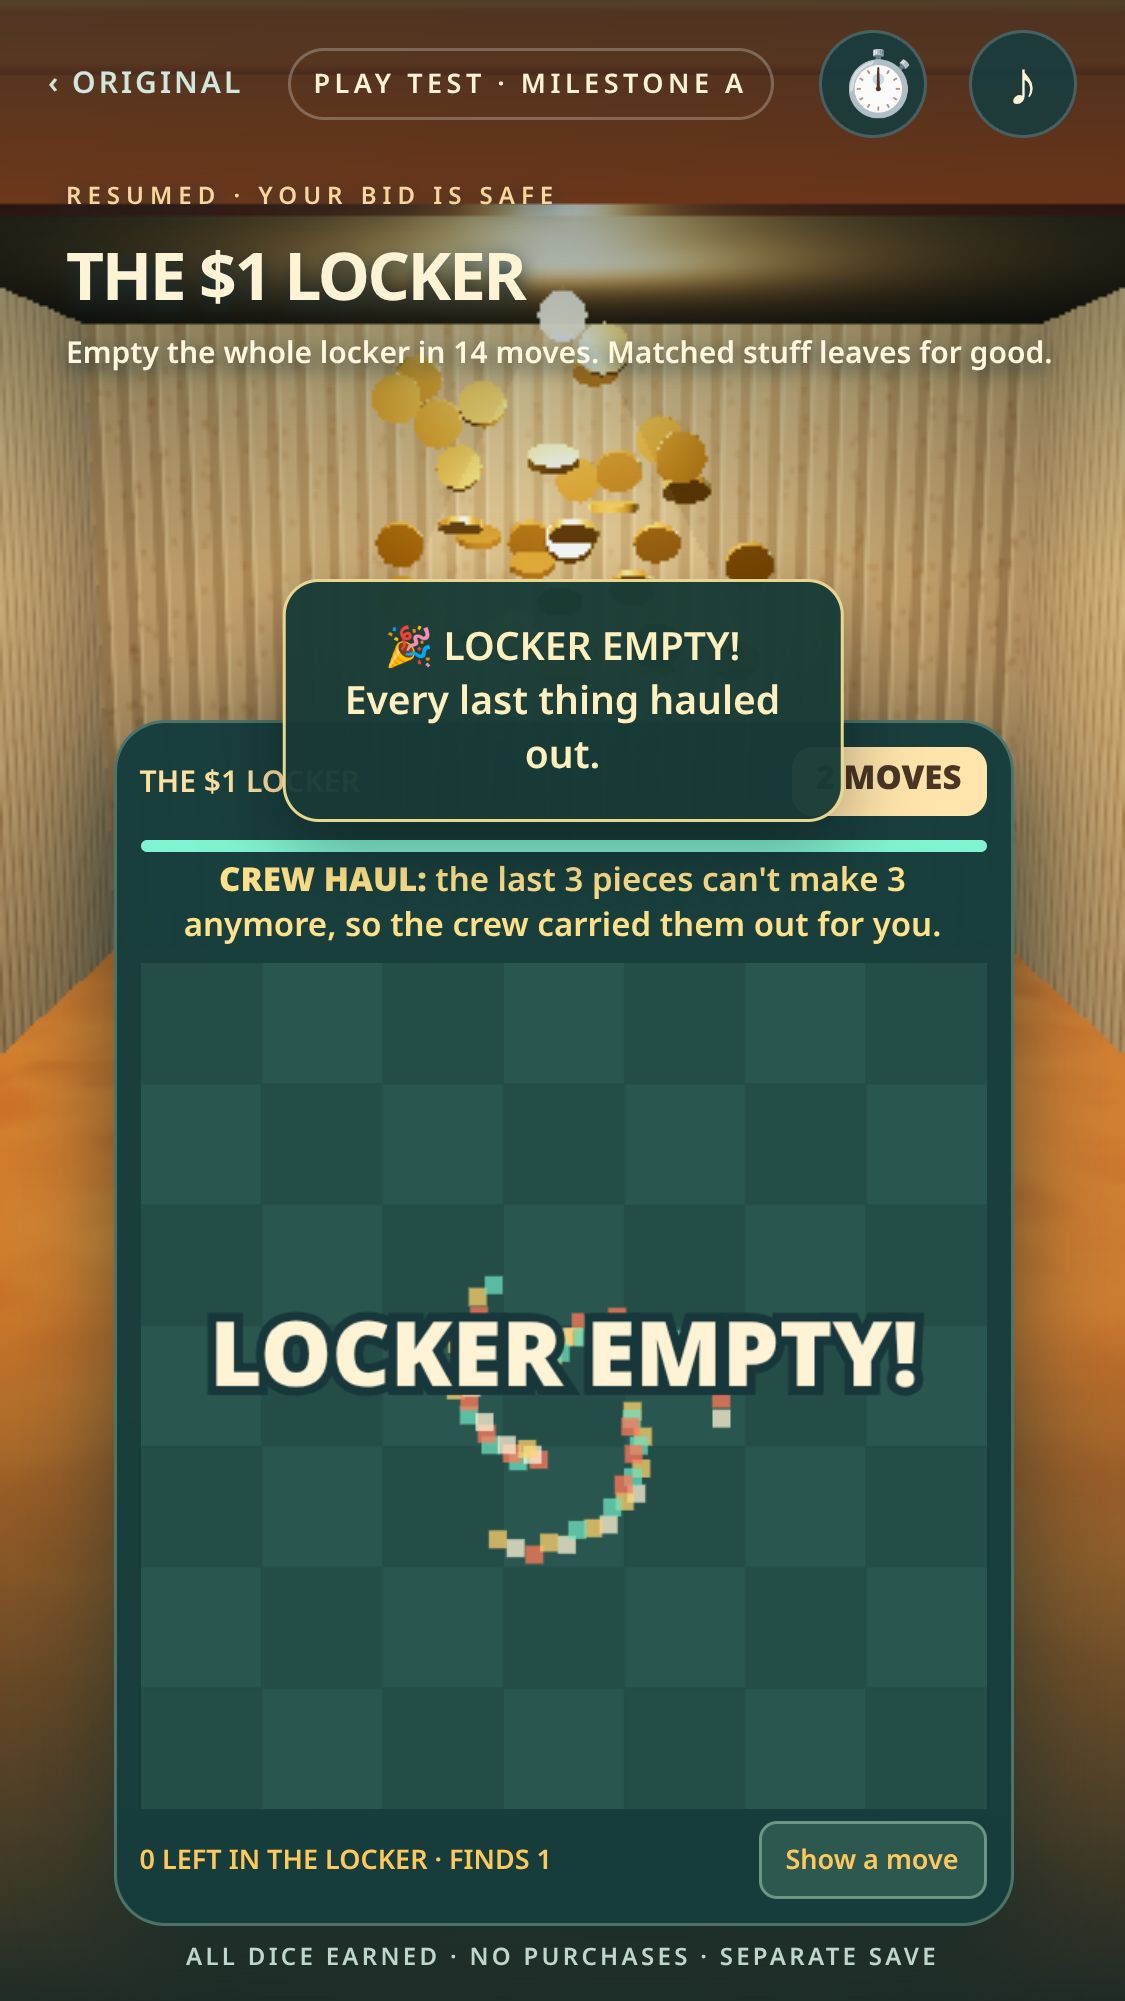 ‹ ORIGINAL
PLAY TEST · MILESTONE A
RESUMED · YOUR BID IS SAFE
THE $1 LOCKER
Empty the whole locker in 14 moves. Matched stuff leaves for good.
🎉 LOCKER EMPTY!
Every last thing hauled
out.
THE $1 LOCKER
2 MOVES
CREW HAUL: the last 3 pieces can't make 3
anymore, so the crew carried them out for you.
LOCKER EMPTY!
0 LEFT IN THE LOCKER · FINDS 1
Show a move
ALL DICE EARNED · NO PURCHASES · SEPARATE SAVE